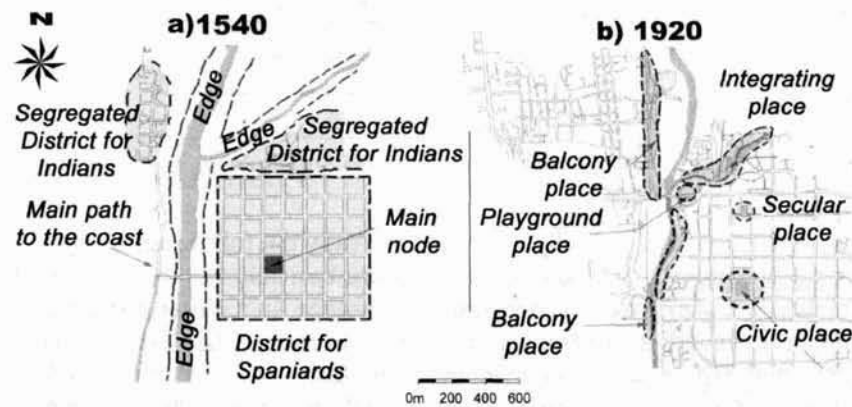 N
a) 1540
Edge
Edge
Segregated
District for
Indians
Segregated
District for Indians
Main path
to the coast
Main
node
Edge
District for
Spaniards
0m 200 400 600
b) 1920
Integrating
place
Balcony
place
Playground
place
Secular
place
Balcony
place
Civic place